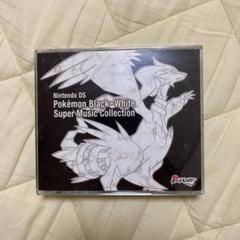 Nintendo DS
Pokémon Black・White
Super Music Collection